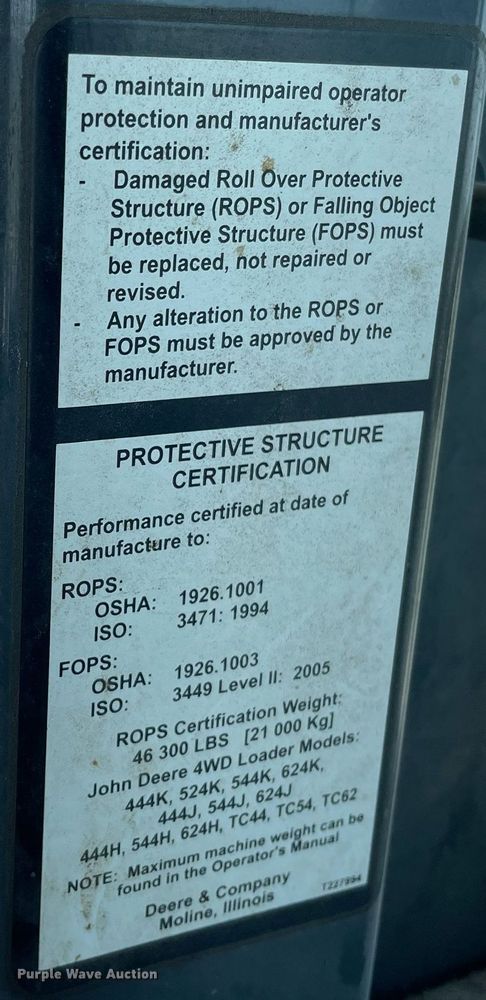 To maintain unimpaired operator
protection and manufacturer's
certification:
- Damaged Roll Over Protective
Structure (ROPS) or Falling Object
Protective Structure (FOPS) must
be replaced, not repaired or
revised.
- Any alteration to the ROPS or
FOPS must be approved by the
manufacturer.
PROTECTIVE STRUCTURE
CERTIFICATION
Performance certified at date of
manufacture to:
ROPS:
OSHA: 1926.1001
ISO: 3471: 1994
FOPS:
OSHA: 1926.1003
ISO: 3449 Level II: 2005
ROPS Certification Weight:
46 300 LBS [21 000 Kg]
John Deere 4WD Loader Models:
444K, 524K, 544K, 624K,
444J, 544J, 624J
444H, 544H, 624H, TC44, TC54, TC62
NOTE: Maximum machine weight can be
found in the Operator's Manual
Deere & Company
Moline, Illinois
T227994
Purple Wave Auction